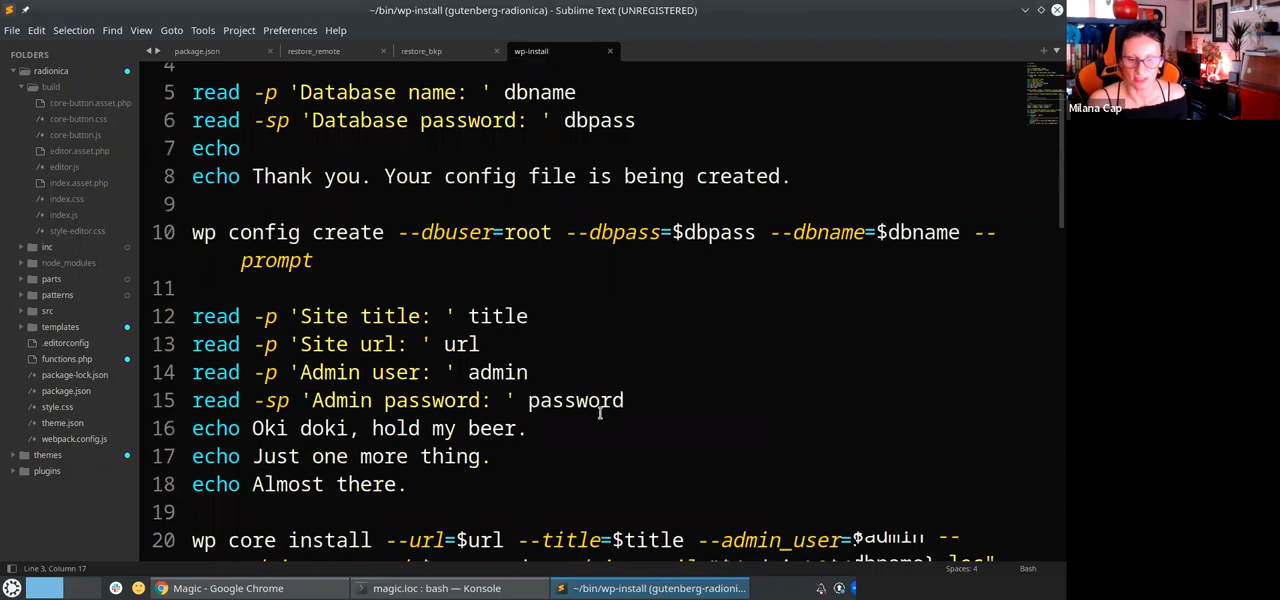 ~/bin/wp-install (gutenberg-radionica) - Sublime Text (UNREGISTERED)
File Edit Selection Find View Goto Tools Project Preferences Help
FOLDERS
radionica
build
core-button.asset.php
core-button.css
core-button.js
editor.asset.php
editor.js
index.asset.php
index.css
index.js
style-editor.css
inc
node_modules
parts
patterns
src
templates
.editorconfig
functions.php
package-lock.json
package.json
style.css
theme.json
webpack.config.js
themes
plugins
package.json restore_remote restore_bkp wp-install
4
5 read -p 'Database name: ' dbname
6 read -sp 'Database password: ' dbpass
7 echo
8 echo Thank you. Your config file is being created.
9
10 wp config create --dbuser=root --dbpass=$dbpass --dbname=$dbname --
prompt
11
12 read -p 'Site title: ' title
13 read -p 'Site url: ' url
14 read -p 'Admin user: ' admin
15 read -sp 'Admin password: ' password
16 echo Oki doki, hold my beer.
17 echo Just one more thing.
18 echo Almost there.
19
20 wp core install --url=$url --title=$title --admin_user=$admin --
Line 3, Column 17 Spaces: 4 Bash
Magic - Google Chrome magic.loc : bash — Konsole ~/bin/wp-install (gutenberg-radioni...
Milana Cap